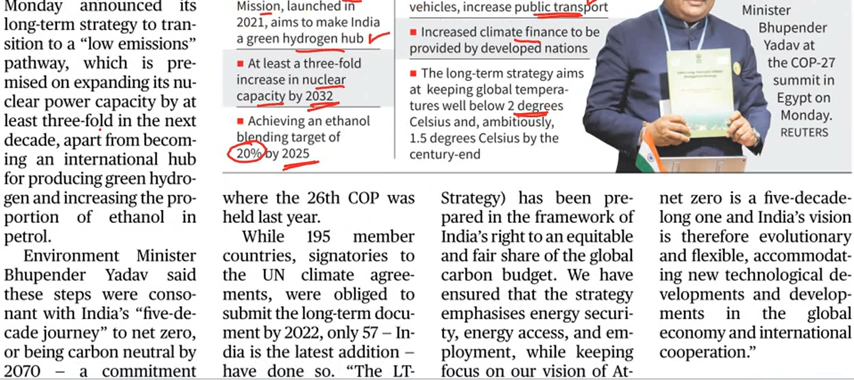 Monday announced its
long-term strategy to tran-
sition to a “low emissions”
pathway, which is pre-
mised on expanding its nu-
clear power capacity by at
least three-fold in the next
decade, apart from becom-
ing an international hub
for producing green hydro-
gen and increasing the pro-
portion of ethanol in
petrol.
Environment Minister
Bhupender Yadav said
these steps were conso-
nant with India's “five-de-
cade journey” to net zero,
or being carbon neutral by
2070 – a commitment
Mission, launched in
2021, aims to make India
a green hydrogen hub
At least a three-fold
increase in nuclear
capacity by 2032
Achieving an ethanol
blending target of
20% by 2025
vehicles, increase public transport
Increased climate finance to be
provided by developed nations
The long-term strategy aims
at keeping global tempera-
tures well below 2 degrees
Celsius and, ambitiously,
1.5 degrees Celsius by the
century-end
Minister
Bhupender
Yadav at
the COP-27
summit in
Egypt on
Monday.
REUTERS
where the 26th COP was
held last year.
While 195 member
countries, signatories to
the UN climate agree-
ments, were obliged to
submit the long-term docu-
ment by 2022, only 57 – In-
dia is the latest addition –
have done so. “The LT-
Strategy) has been pre-
pared in the framework of
India's right to an equitable
and fair share of the global
carbon budget. We have
ensured that the strategy
emphasises energy securi-
ty, energy access, and em-
ployment, while keeping
focus on our vision of At-
net zero is a five-decade-
long one and India's vision
is therefore evolutionary
and flexible, accommodat-
ing new technological de-
velopments and develop-
ments in the global
economy and international
cooperation.”